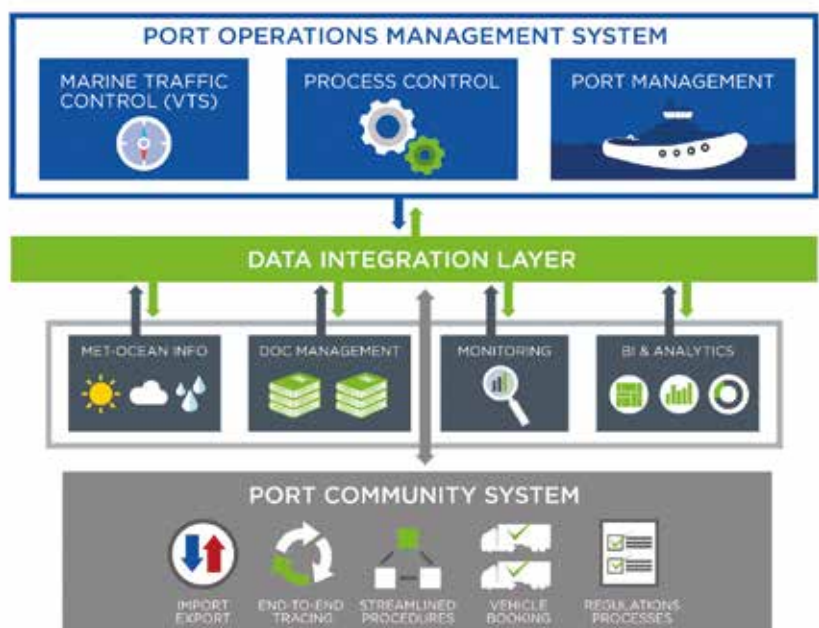 PORT OPERATIONS MANAGEMENT SYSTEM
MARINE TRAFFIC
CONTROL (VTS)
PROCESS CONTROL
PORT MANAGEMENT
DATA INTEGRATION LAYER
MET-OCEAN INFO
DOC MANAGEMENT
MONITORING
BI & ANALYTICS
PORT COMMUNITY SYSTEM
IMPORT
EXPORT
END-TO-END
TRACING
STREAMLINED
PROCEDURES
VEHICLE
BOOKING
REGULATIONS
PROCESSES